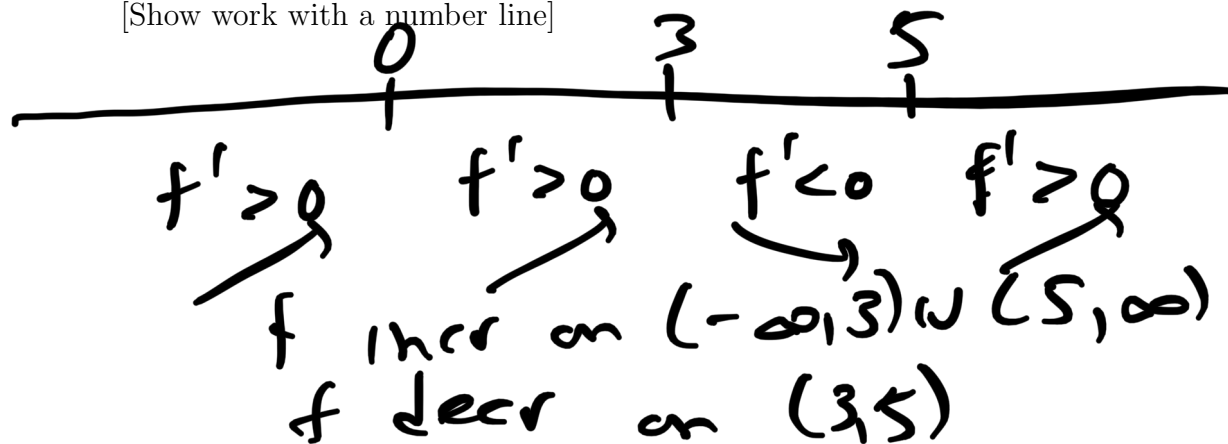 [Show work with a number line]
0 3 5
f'>0 f'>0 f'<0 f'>0
f incr on (-∞,3)∪(5,∞)
f decr on (3,5)